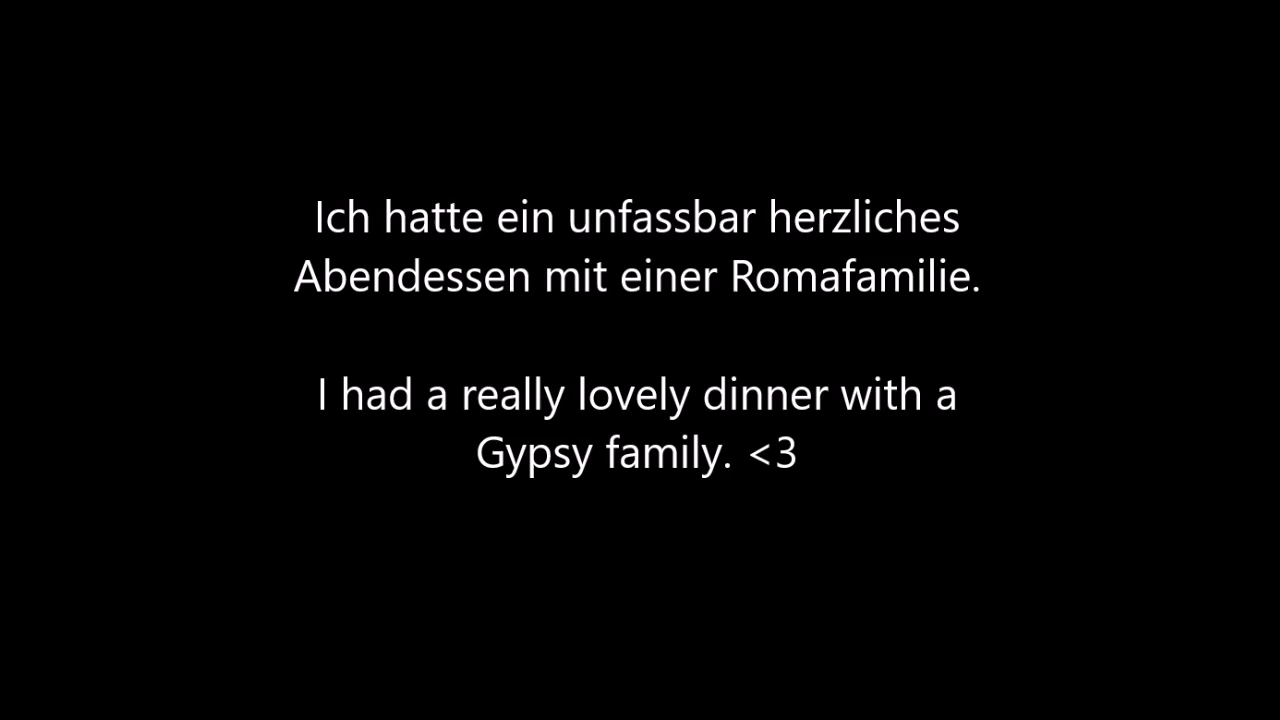 Ich hatte ein unfassbar herzliches
Abendessen mit einer Romafamilie.
I had a really lovely dinner with a
Gypsy family. <3